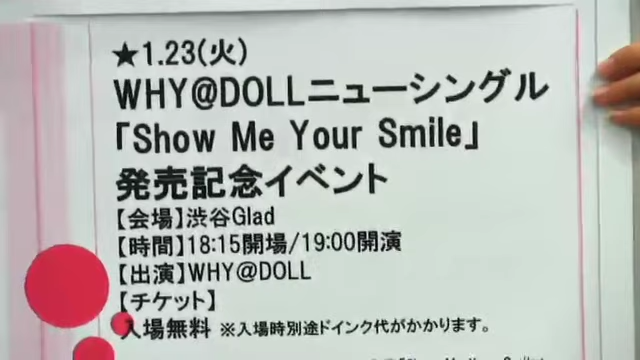 ★1.23(火)
WHY@DOLLニューシングル
「Show Me Your Smile」
発売記念イベント
【会場】渋谷Glad
【時間】18:15開場/19:00開演
【出演】WHY@DOLL
【チケット】
入場無料 ※入場時別途ドインク代がかかります。